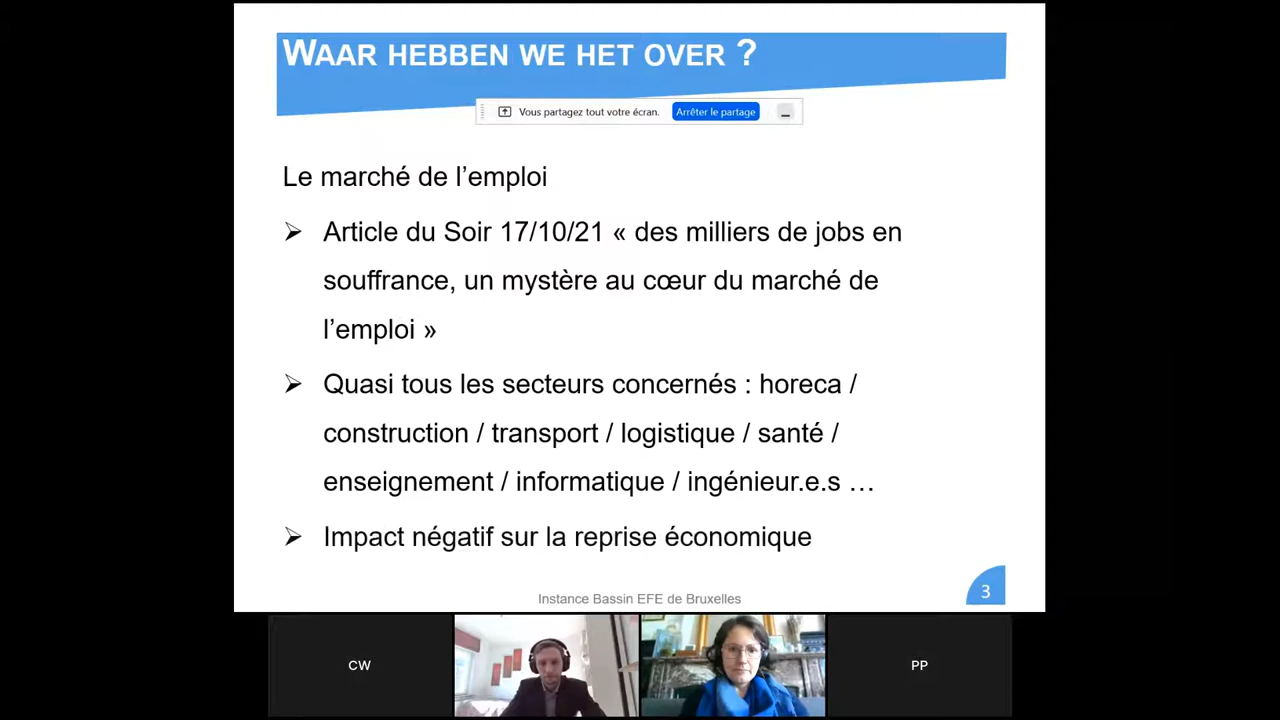 WAAR HEBBEN WE HET OVER ?
Vous partagez tout votre écran. Arrêter le partage
Le marché de l’emploi
➢ Article du Soir 17/10/21 « des milliers de jobs en
souffrance, un mystère au cœur du marché de
l’emploi »
➢ Quasi tous les secteurs concernés : horeca /
construction / transport / logistique / santé /
enseignement / informatique / ingénieur.e.s …
➢ Impact négatif sur la reprise économique
Instance Bassin EFE de Bruxelles
3
CW
PP